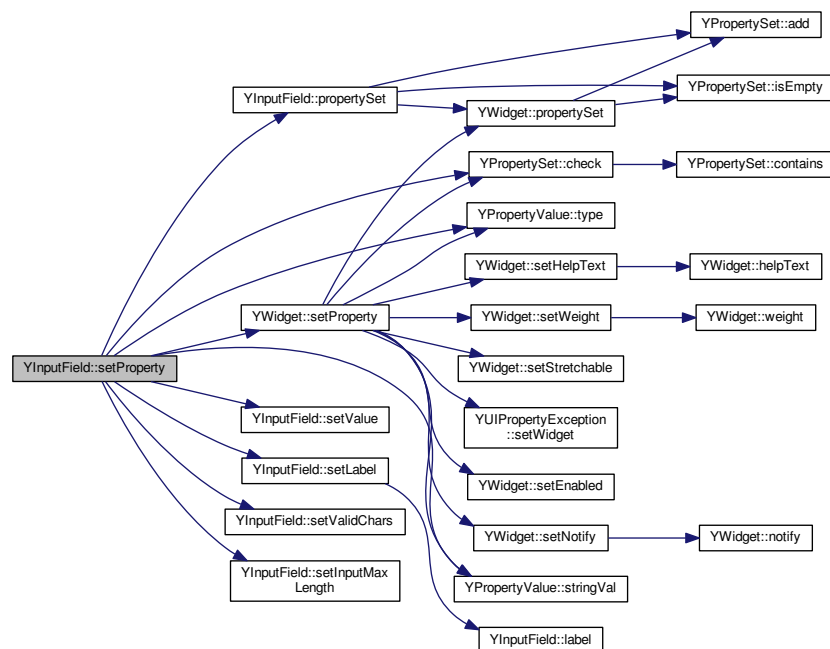 YPropertySet::add
YInputField::propertySet
YPropertySet::isEmpty
YWidget::propertySet
YPropertySet::check
YPropertySet::contains
YPropertyValue::type
YWidget::setHelpText
YWidget::helpText
YWidget::setProperty
YWidget::setWeight
YWidget::weight
YInputField::setProperty
YWidget::setStretchable
YInputField::setValue
YUIPropertyException
::setWidget
YInputField::setLabel
YWidget::setEnabled
YInputField::setValidChars
YWidget::setNotify
YWidget::notify
YInputField::setInputMax
Length
YPropertyValue::stringVal
YInputField::label